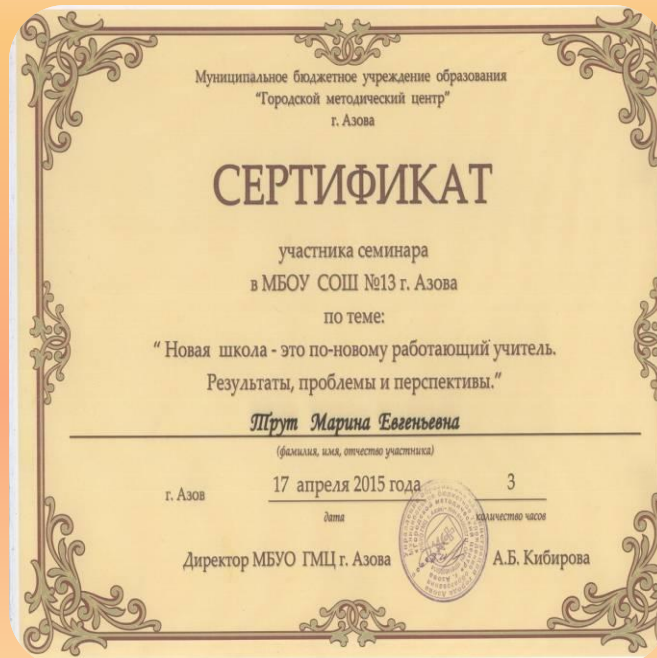 Муниципальное бюджетное учреждение образования
"Городской методический центр"
г. Азова
СЕРТИФИКАТ
участника семинара
в МБОУ СОШ №13 г. Азова
по теме:
" Новая школа - это по-новому работающий учитель.
Результаты, проблемы и перспективы."
Трут Марина Евгеньевна
(фамилия, имя, отчество участника)
г. Азов 17 апреля 2015 года 3
дата количество часов
Директор МБУО ГМЦ г. Азова А.Б. Кибирова